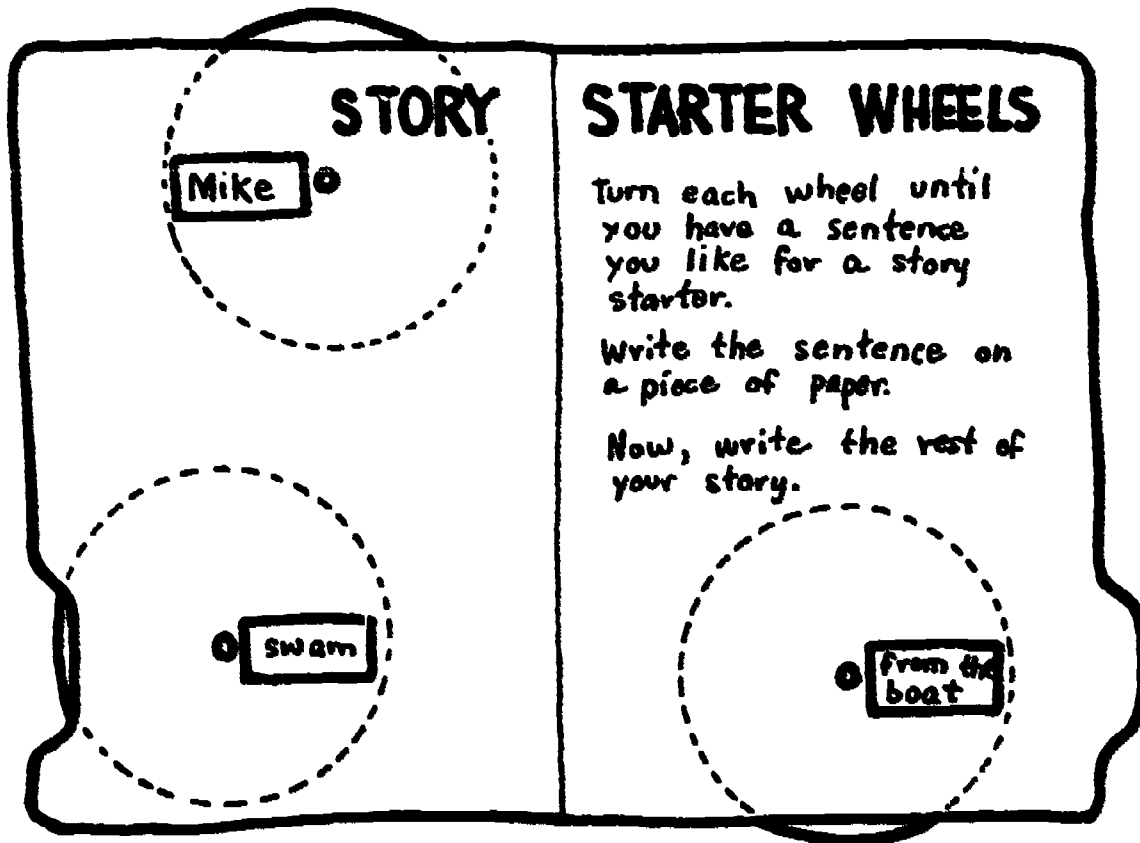 STORY STARTER WHEELS
Mike
Turn each wheel until
you have a sentence
you like for a story
starter.
Write the sentence on
a piece of paper.
Now, write the rest of
your story.
swam
from the
boat